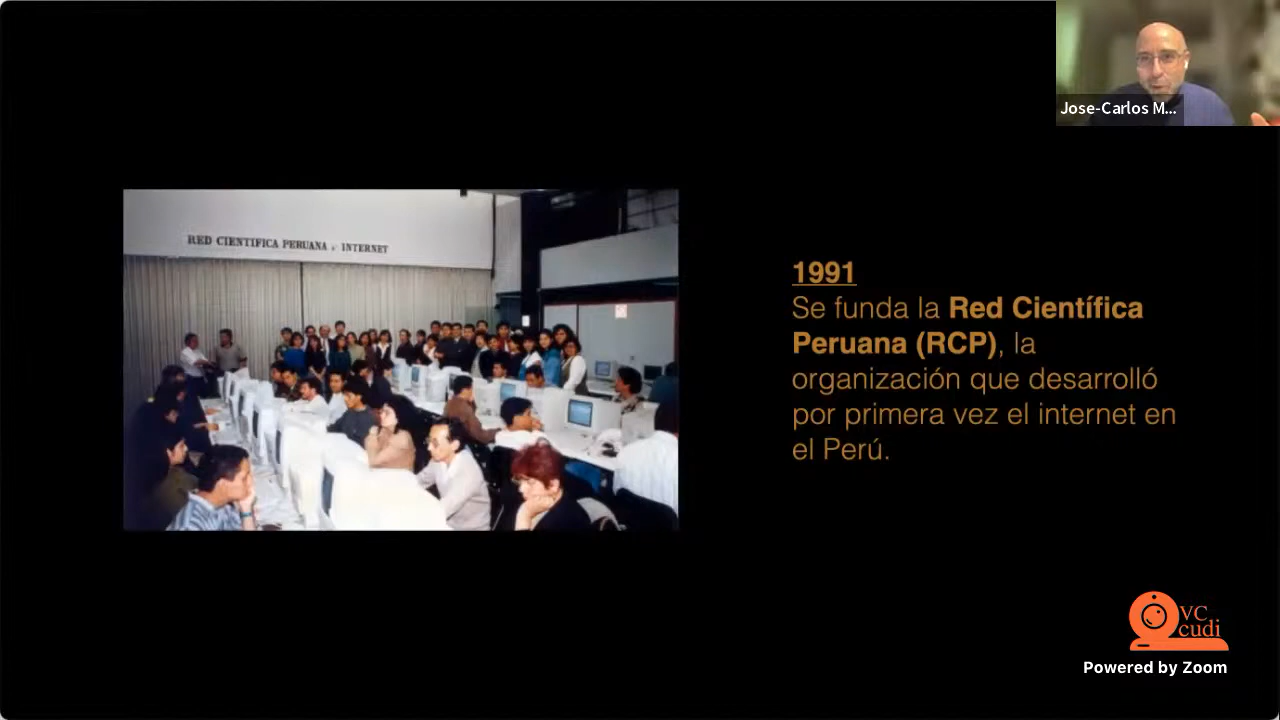 Jose-Carlos M...
RED CIENTIFICA PERUANA e INTERNET
1991
Se funda la Red Científica
Peruana (RCP), la
organización que desarrolló
por primera vez el internet en
el Perú.
VC
cudi
Powered by Zoom